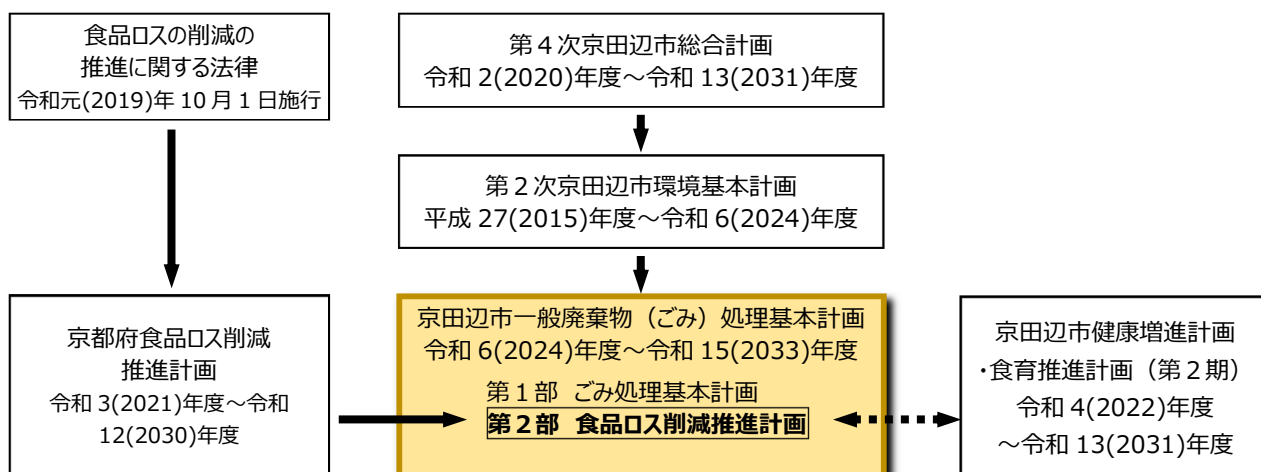 食品ロスの削減の
推進に関する法律
令和元(2019)年 10 月 1 日施行
第４次京田辺市総合計画
令和 2(2020)年度～令和 13(2031)年度
第２次京田辺市環境基本計画
平成 27(2015)年度～令和 6(2024)年度
京都府食品ロス削減
推進計画
令和 3(2021)年度～令和
12(2030)年度
京田辺市一般廃棄物（ごみ）処理基本計画
令和 6(2024)年度～令和 15(2033)年度
第１部 ごみ処理基本計画
第２部 食品ロス削減推進計画
京田辺市健康増進計画
・食育推進計画（第２期）
令和 4(2022)年度
～令和 13(2031)年度